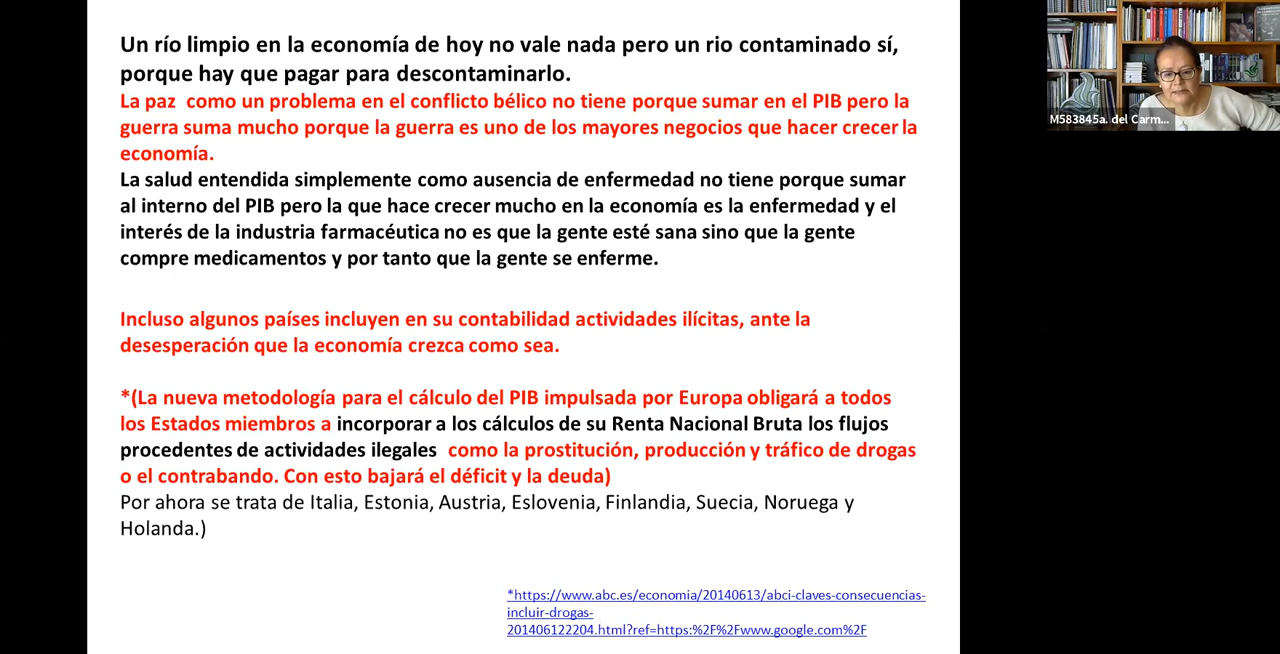 Un río limpio en la economía de hoy no vale nada pero un rio contaminado sí,
porque hay que pagar para descontaminarlo.
La paz como un problema en el conflicto bélico no tiene porque sumar en el PIB pero la
guerra suma mucho porque la guerra es uno de los mayores negocios que hacer crecer la
economía.
La salud entendida simplemente como ausencia de enfermedad no tiene porque sumar
al interno del PIB pero la que hace crecer mucho en la economía es la enfermedad y el
interés de la industria farmacéutica no es que la gente esté sana sino que la gente
compre medicamentos y por tanto que la gente se enferme.
Incluso algunos países incluyen en su contabilidad actividades ilícitas, ante la
desesperación que la economía crezca como sea.
*(La nueva metodología para el cálculo del PIB impulsada por Europa obligará a todos
los Estados miembros a incorporar a los cálculos de su Renta Nacional Bruta los flujos
procedentes de actividades ilegales como la prostitución, producción y tráfico de drogas
o el contrabando. Con esto bajará el déficit y la deuda)
Por ahora se trata de Italia, Estonia, Austria, Eslovenia, Finlandia, Suecia, Noruega y
Holanda.)
*https://www.abc.es/economia/20140613/abci-claves-consecuencias-
incluir-drogas-
201406122204.html?ref=https:%2F%2Fwww.google.com%2F
M583845a. del Carm...